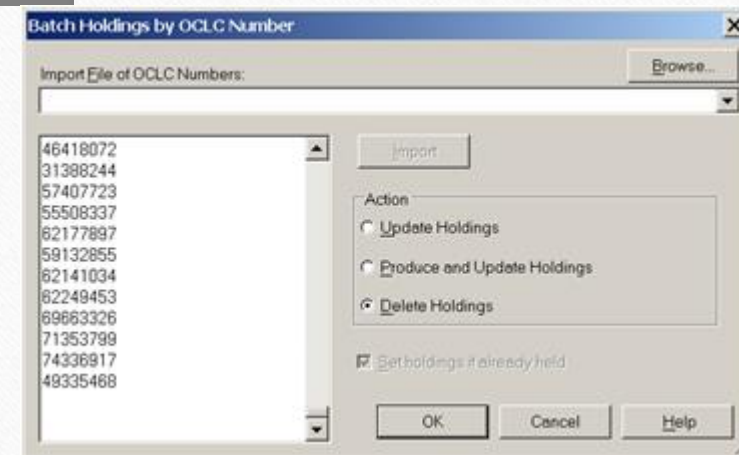 Batch Holdings by OCLC Number
Import File of OCLC Numbers:
Browse...
46418072
31388244
57407723
55508337
62177897
59132855
62141034
62249453
69663326
71353799
74336917
49335468
Import
Action
Update Holdings
Produce and Update Holdings
Delete Holdings
Set holdings if already held
OK
Cancel
Help